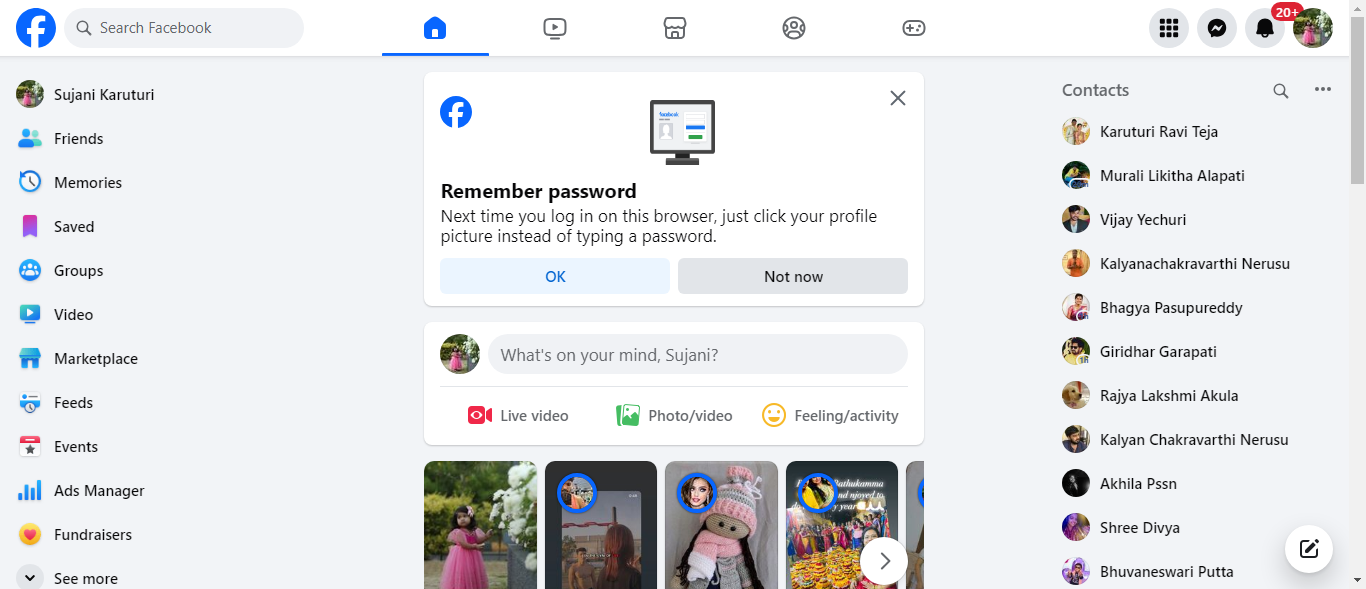 Search Facebook
20+
Sujani Karuturi
Friends
Memories
Saved
Groups
Video
Marketplace
Feeds
Events
Ads Manager
Fundraisers
See more
facebook
Remember password
Next time you log in on this browser, just click your profile
picture instead of typing a password.
OK
Not now
What's on your mind, Sujani?
Live video
Photo/video
Feeling/activity
Contacts
Karuturi Ravi Teja
Murali Likitha Alapati
Vijay Yechuri
Kalyanachakravarthi Nerusu
Bhagya Pasupureddy
Giridhar Garapati
Rajya Lakshmi Akula
Kalyan Chakravarthi Nerusu
Akhila Pssn
Shree Divya
Bhuvaneswari Putta